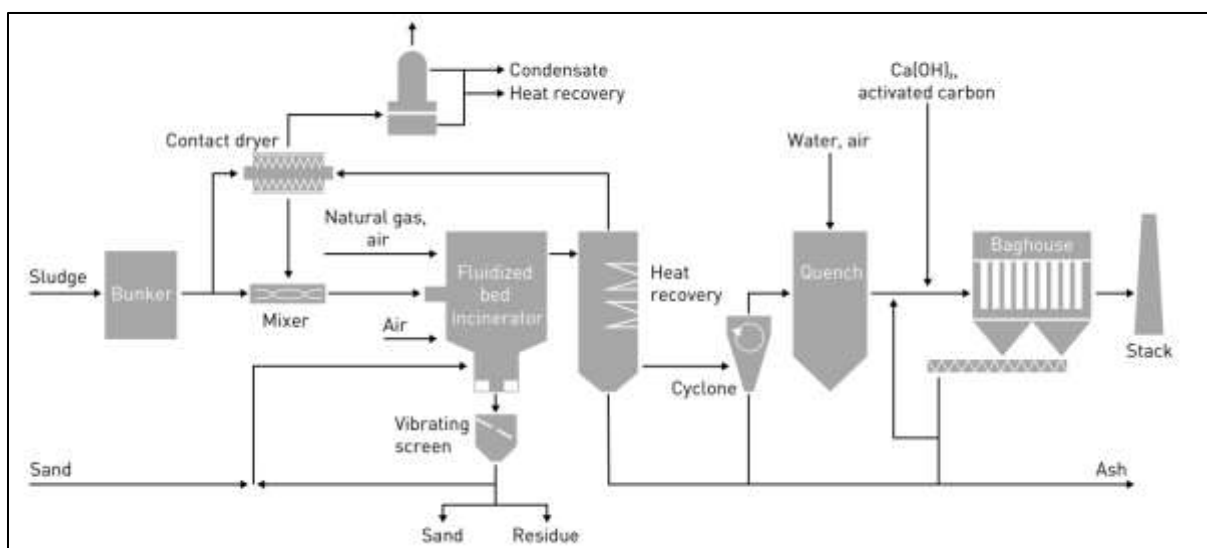 Condensate
Heat recovery
Ca(OH)₂,
activated carbon
Contact dryer
Water, air
Natural gas,
air
Sludge
Bunker
Mixer
Fluidized
bed
incinerator
Heat
recovery
Quench
Baghouse
Air
Cyclone
Stack
Vibrating
screen
Sand
Ash
Sand
Residue